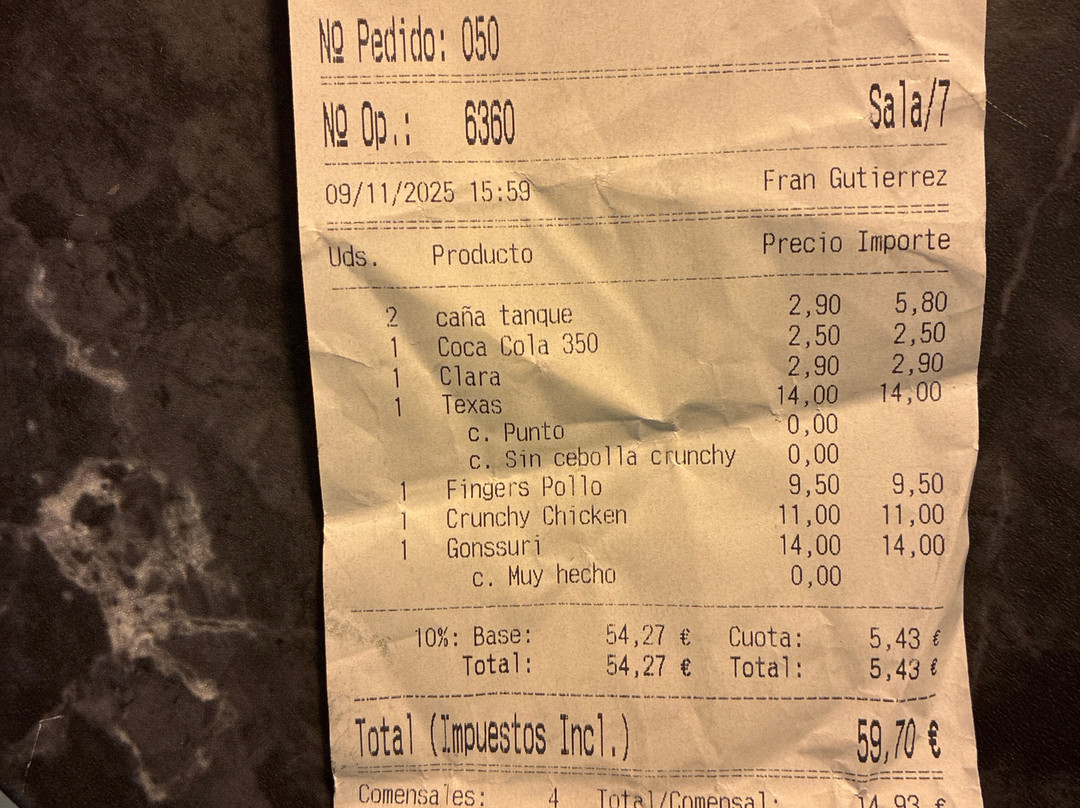 Nº Pedido: 050
Nº Op.: 6360 Sala/7
09/11/2025 15:59 Fran Gutierrez
Uds. Producto Precio Importe
2 caña tanque 2,90 5,80
1 Coca Cola 350 2,50 2,50
1 Clara 2,90 2,90
1 Texas 14,00 14,00
c. Punto 0,00
c. Sin cebolla crunchy 0,00
1 Fingers Pollo 9,50 9,50
1 Crunchy Chicken 11,00 11,00
1 Gonssuri 14,00 14,00
c. Muy hecho 0,00
10%: Base: 54,27 € Cuota: 5,43 €
Total: 54,27 € Total: 5,43 €
Total (Impuestos Incl.) 59,70 €
Comensales: 4 Total/Comensal: 14,93 €